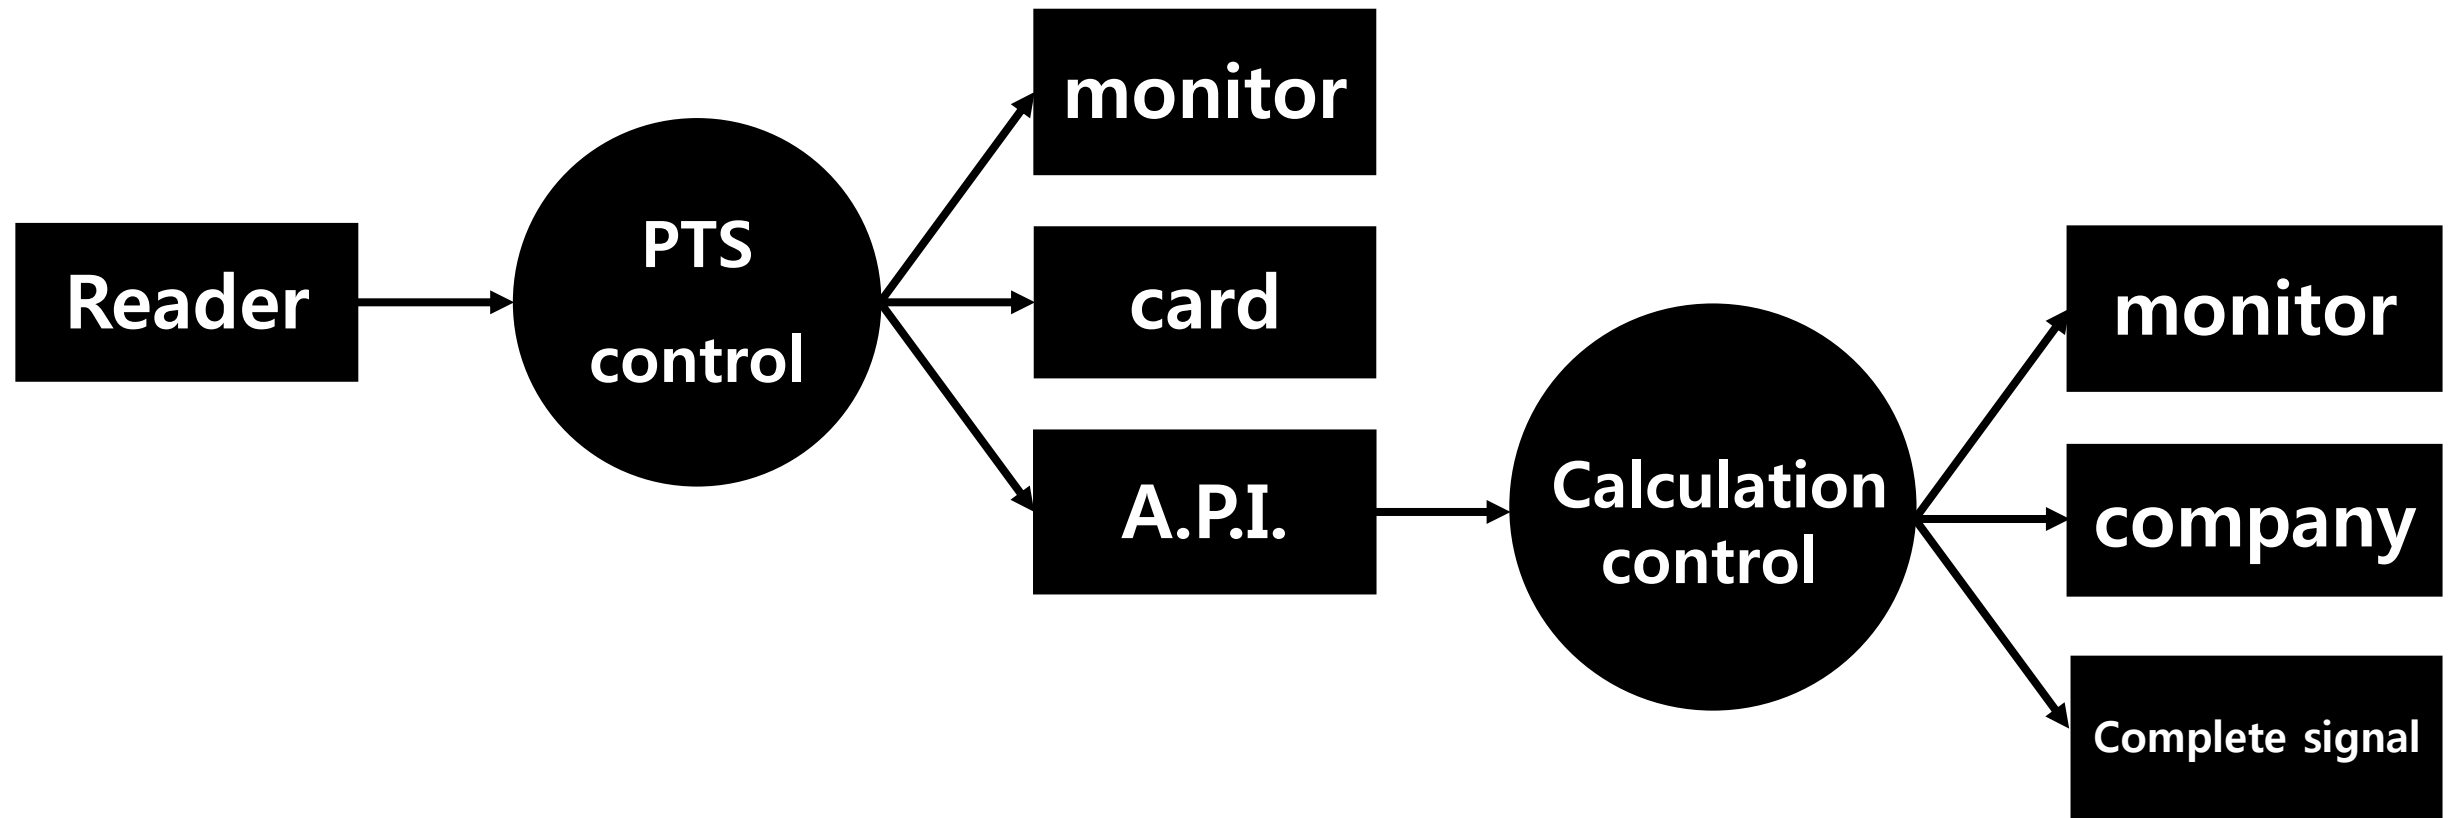 Reader
PTS
control
monitor
card
A.P.I.
Calculation
control
monitor
company
Complete signal